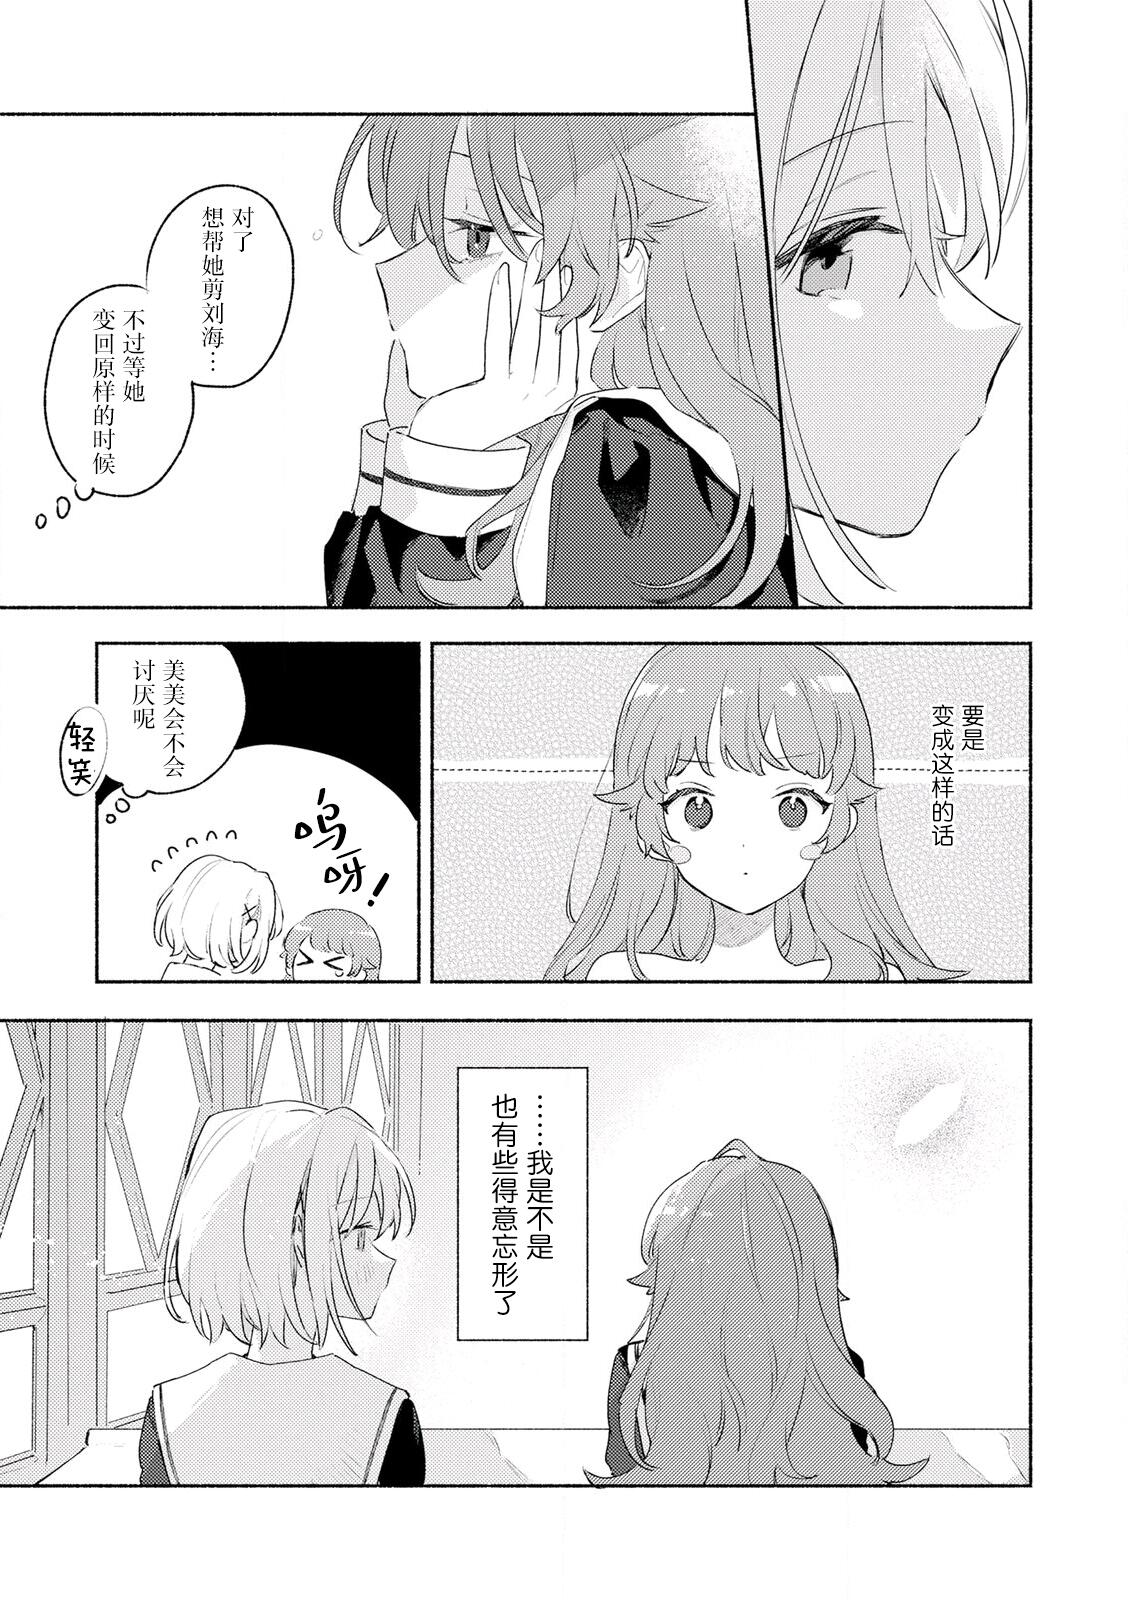 对了
想帮她剪刘海…
不过等她
变回原样的时候
要是
变成这样的话
美美会不会
讨厌呢
轻笑
呜
呀！
……我是不是
也有些得意忘形了